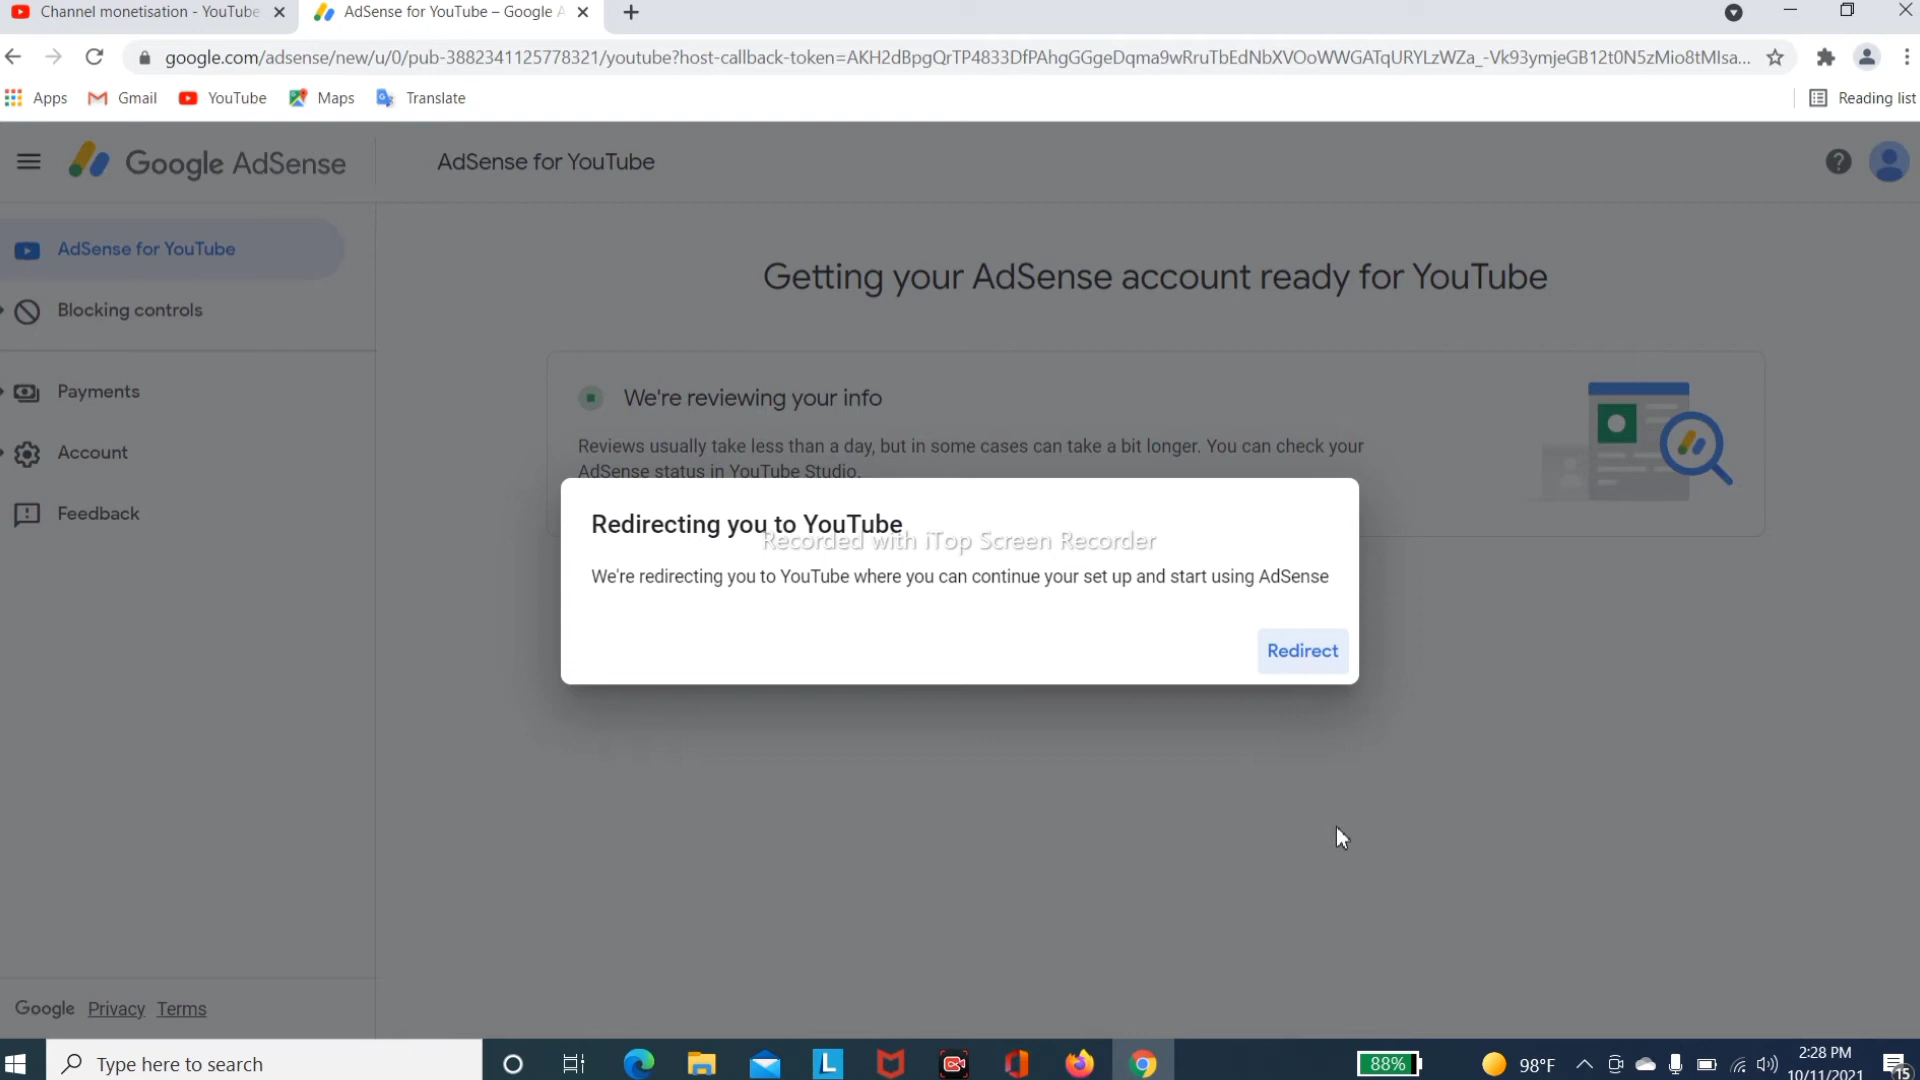 Channel monetisation - YouTube
AdSense for YouTube – Google A
google.com/adsense/new/u/0/pub-3882341125778321/youtube?host-callback-token=AKH2dBpgQrTP4833DfPAhgGGgeDqma9wRruTbEdNbXVOoWWGATqURYLzWZa_-Vk93ymjeGB12t0N5zMio8tMIsa...
Apps Gmail YouTube Maps Translate Reading list
Google AdSense
AdSense for YouTube
AdSense for YouTube
Blocking controls
Payments
Account
Feedback
Getting your AdSense account ready for YouTube
We're reviewing your info
Reviews usually take less than a day, but in some cases can take a bit longer. You can check your
AdSense status in YouTube Studio.
Redirecting you to YouTube
Recorded with iTop Screen Recorder
We're redirecting you to YouTube where you can continue your set up and start using AdSense
Redirect
Google Privacy Terms
Type here to search
L
88%
98°F
2:28 PM
10/11/2021
15